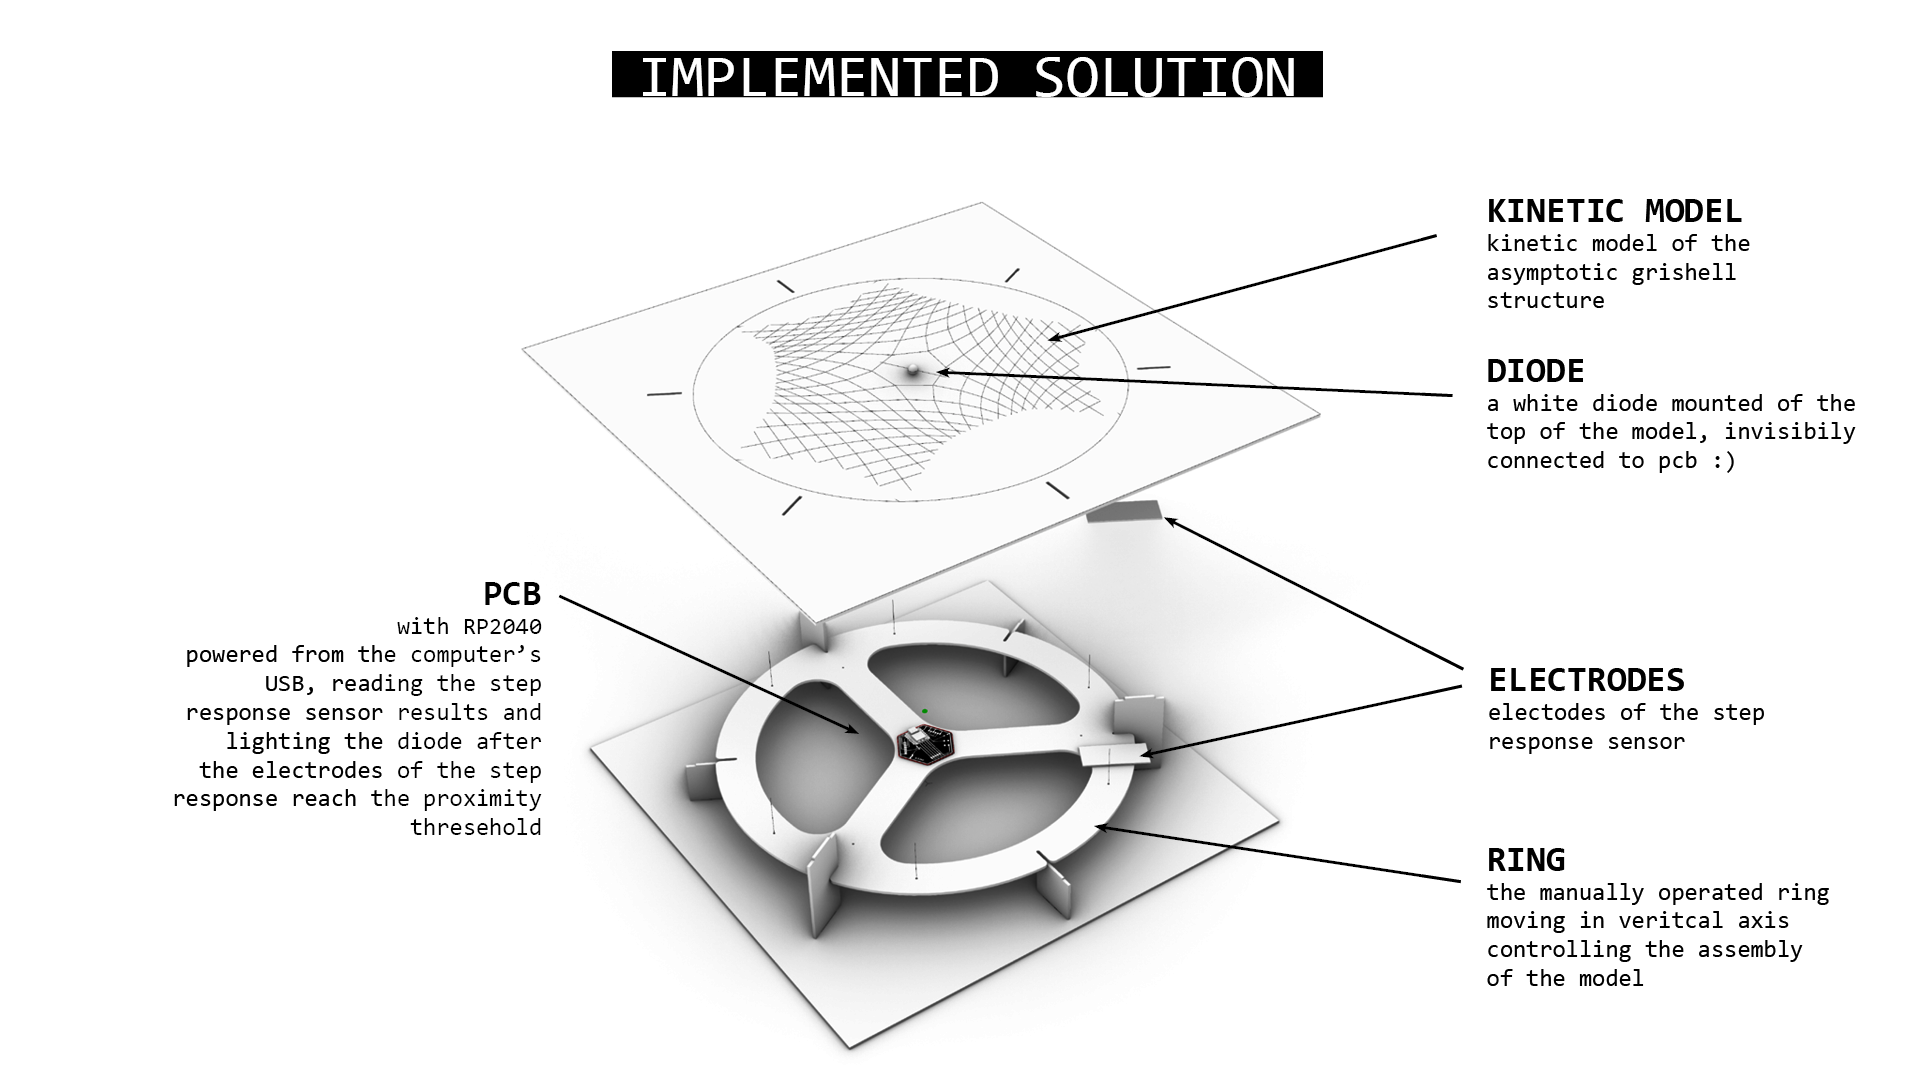 IMPLEMENTED SOLUTION
KINETIC MODEL
kinetic model of the
asymptotic grishell
structure
DIODE
a white diode mounted of the
top of the model, invisibily
connected to pcb :)
PCB
with RP2040
powered from the computer’s
USB, reading the step
response sensor results and
lighting the diode after
the electrodes of the step
response reach the proximity
thresehold
ELECTRODES
electodes of the step
response sensor
RING
the manually operated ring
moving in veritcal axis
controlling the assembly
of the model